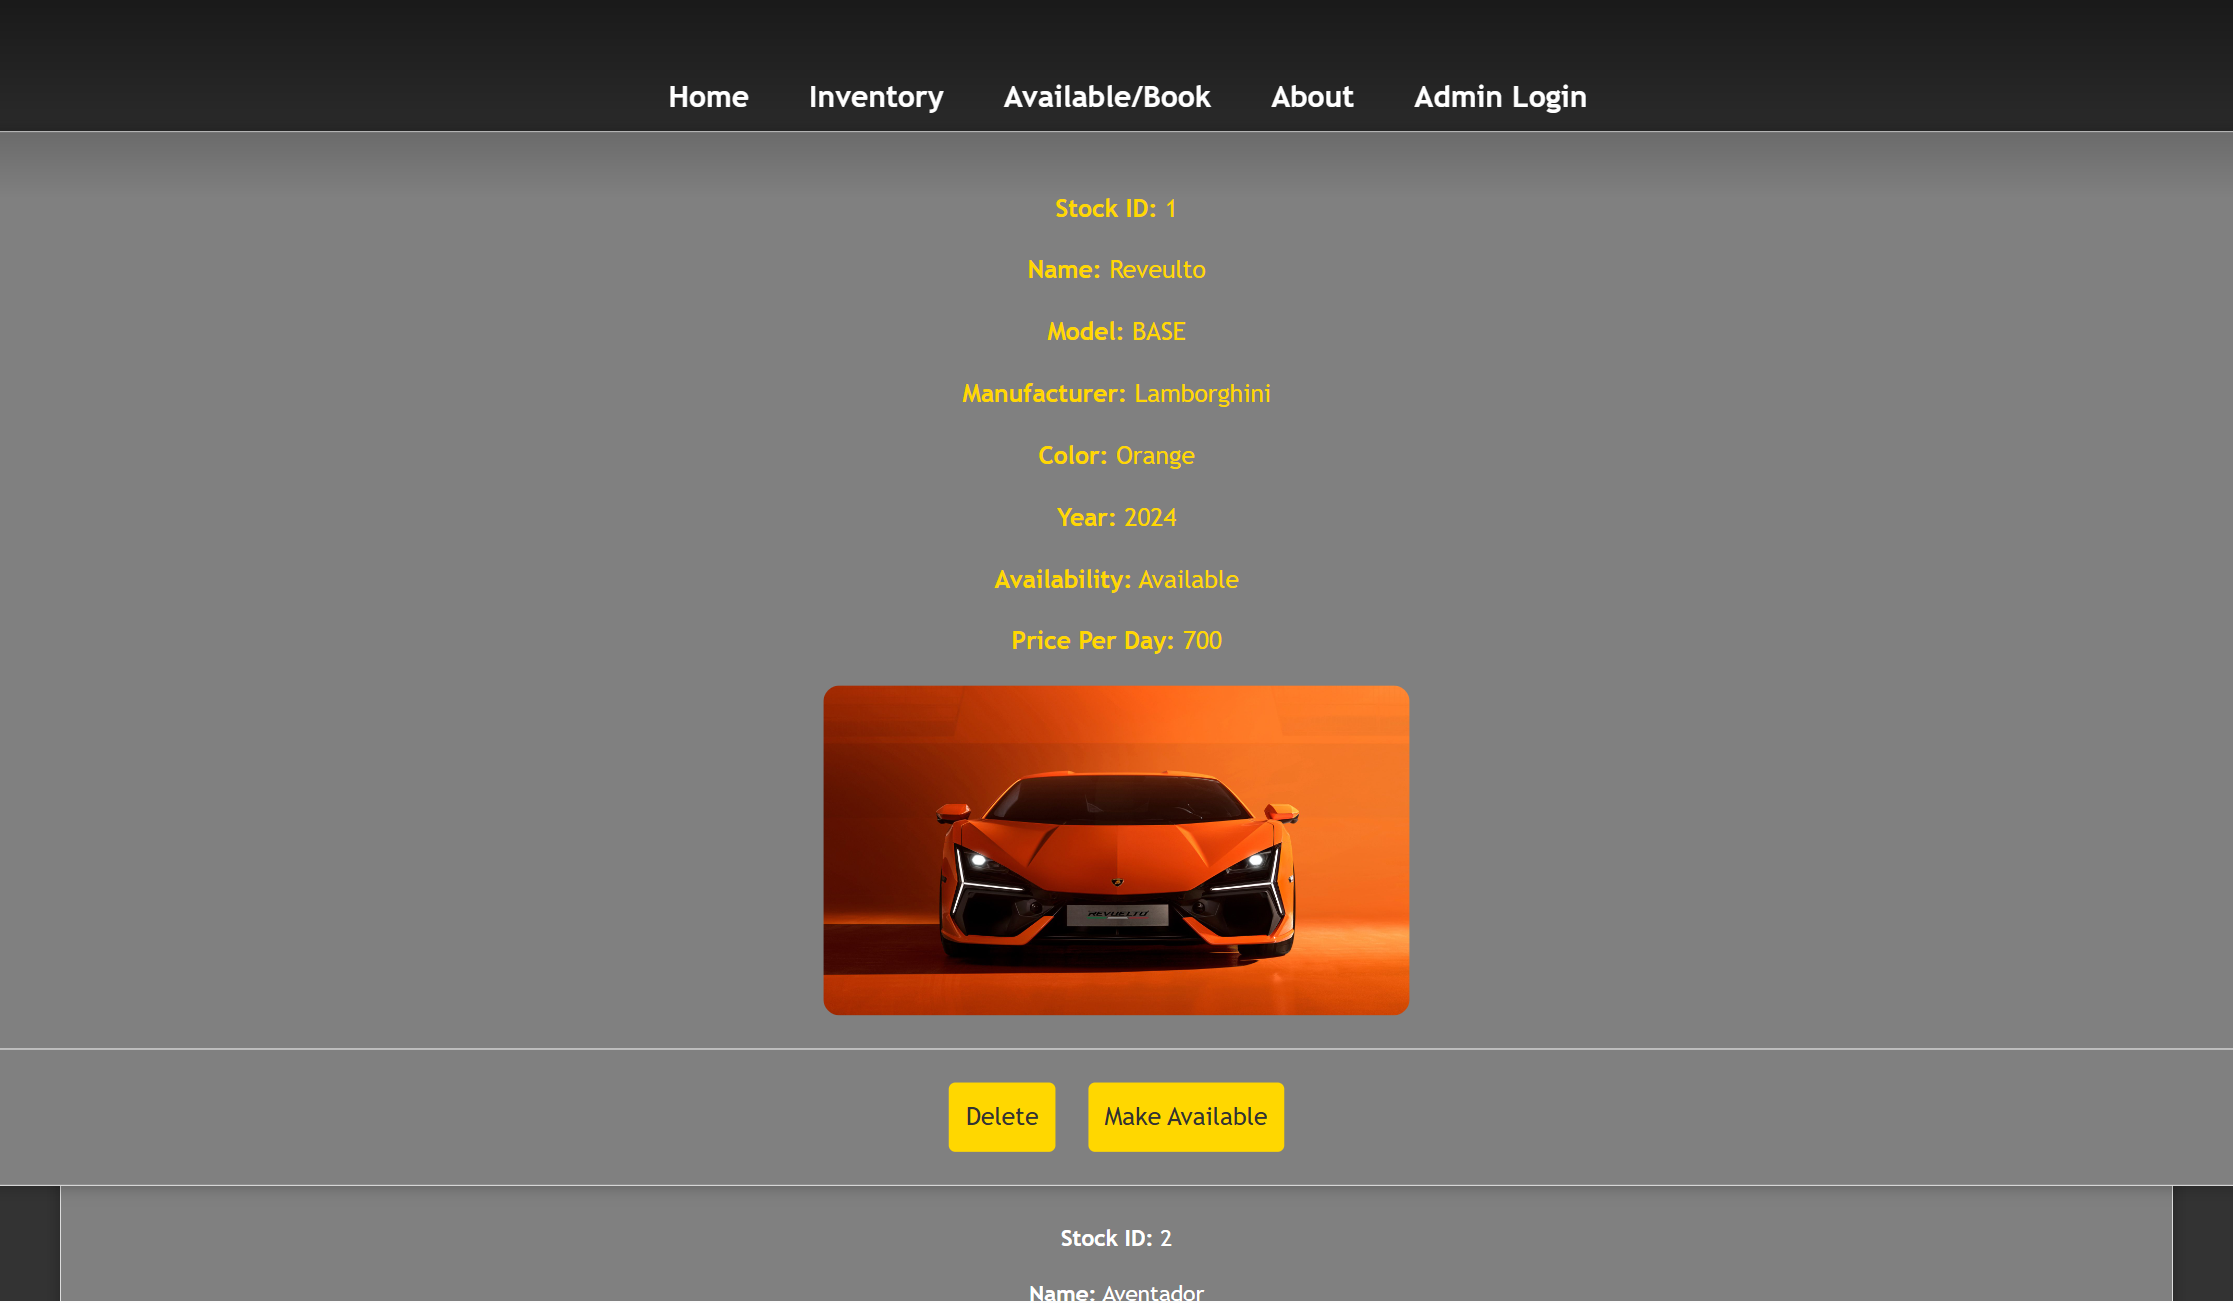 Home Inventory Available/Book About Admin Login
Stock ID: 1
Name: Reveulto
Model: BASE
Manufacturer: Lamborghini
Color: Orange
Year: 2024
Availability: Available
Price Per Day: 700
REVUELTO
Delete Make Available
Stock ID: 2
Name: Aventador